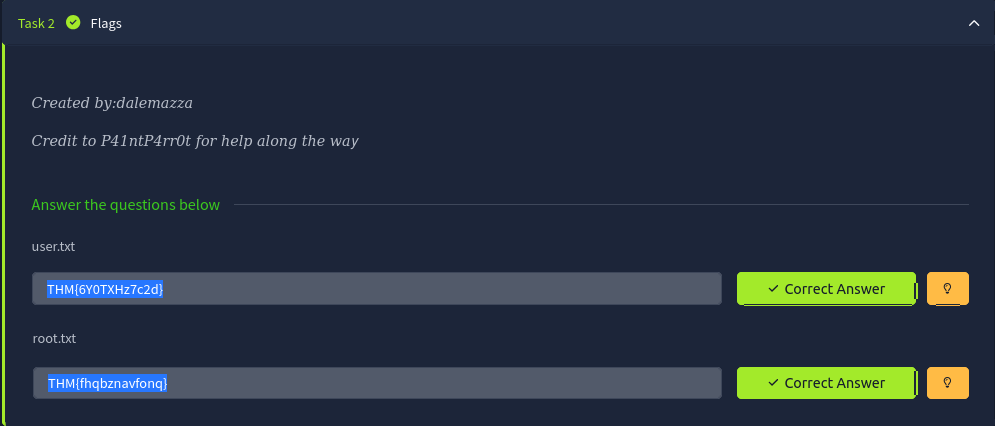 Task 2 Flags
Created by:dalemazza
Credit to P41ntP4rr0t for help along the way
Answer the questions below
user.txt
THM{6Y0TXHz7c2d} Correct Answer
root.txt
THM{fhqbznavfonq} Correct Answer